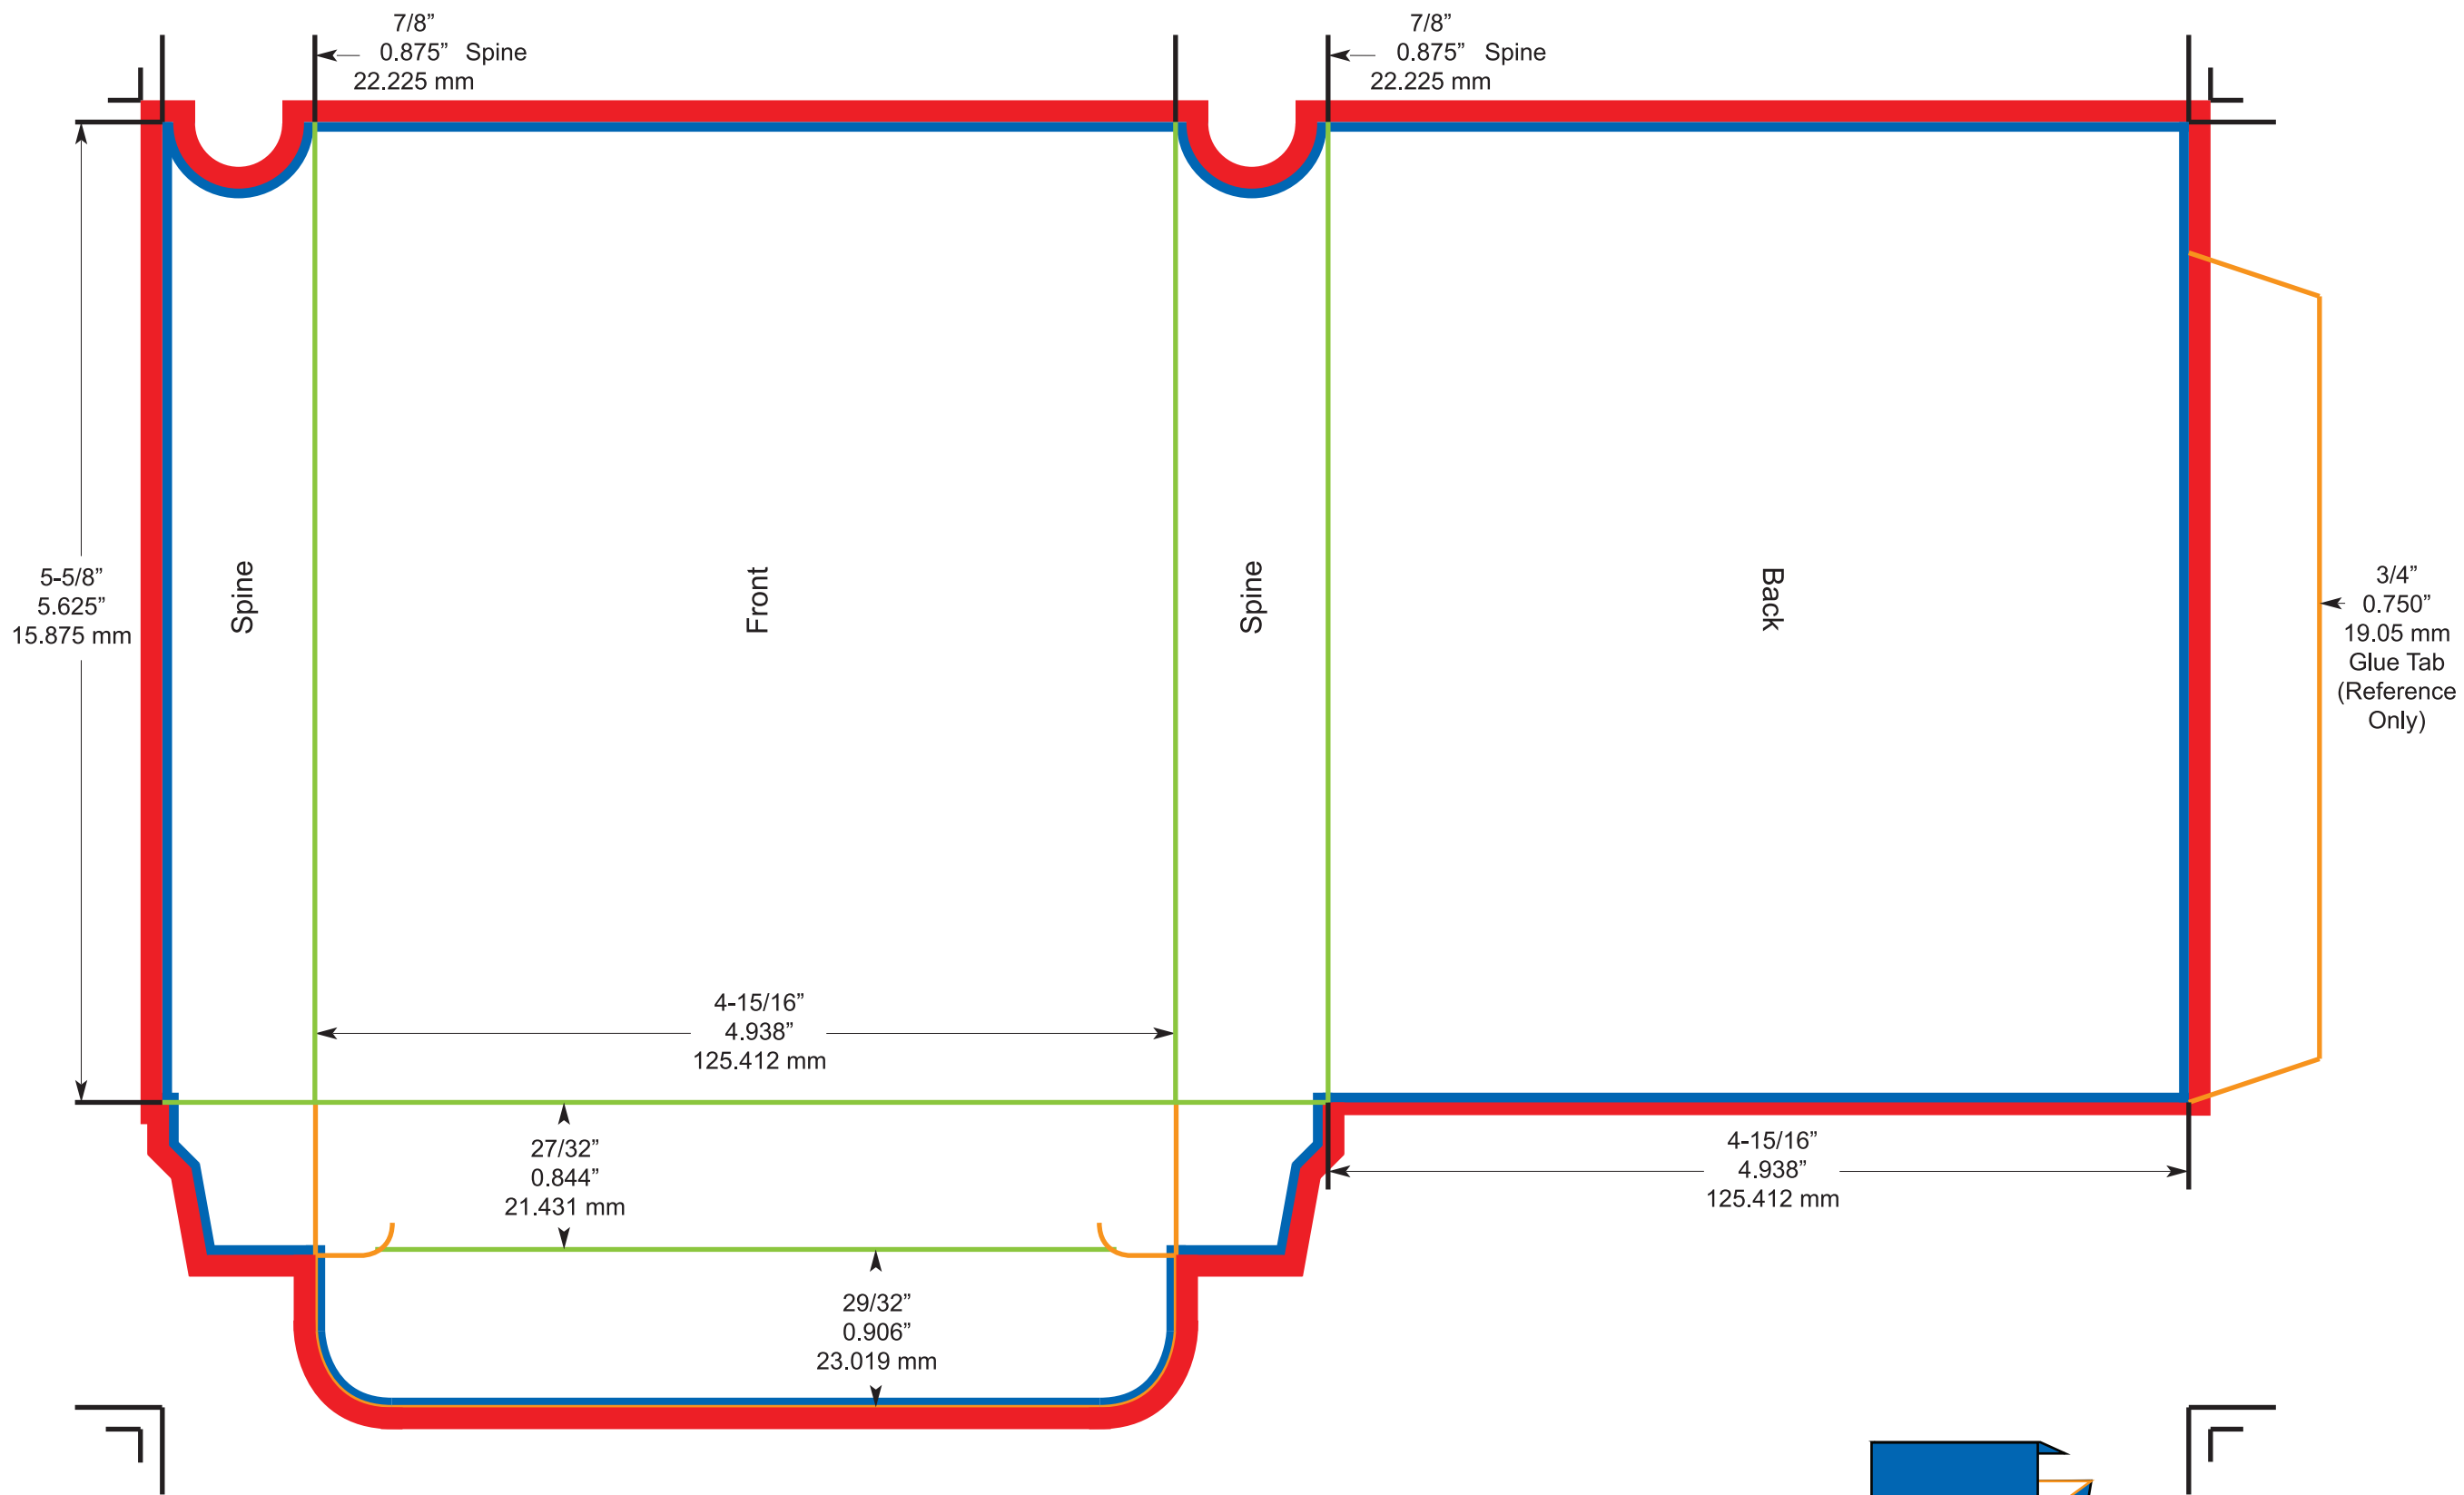 7/8”
0.875” Spine
22.225 mm
7/8”
0.875” Spine
22.225 mm
5-5/8”
5.625”
15.875 mm
Spine
Front
Spine
Back
3/4”
0.750”
19.05 mm
Glue Tab
(Reference
Only)
4-15/16”
4.938”
125.412 mm
27/32”
0.844”
21.431 mm
4-15/16”
4.938”
125.412 mm
29/32”
0.906”
23.019 mm